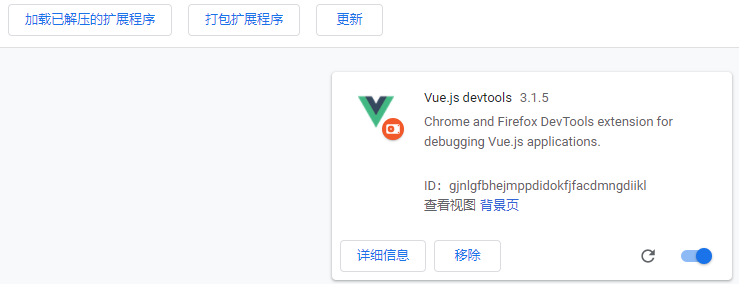 加载已解压的扩展程序 打包扩展程序 更新
Vue.js devtools 3.1.5
Chrome and Firefox DevTools extension for
debugging Vue.js applications.
ID：gjnlgfbhejmppdidokfjfacdmngdiikl
查看视图 背景页
详细信息 移除